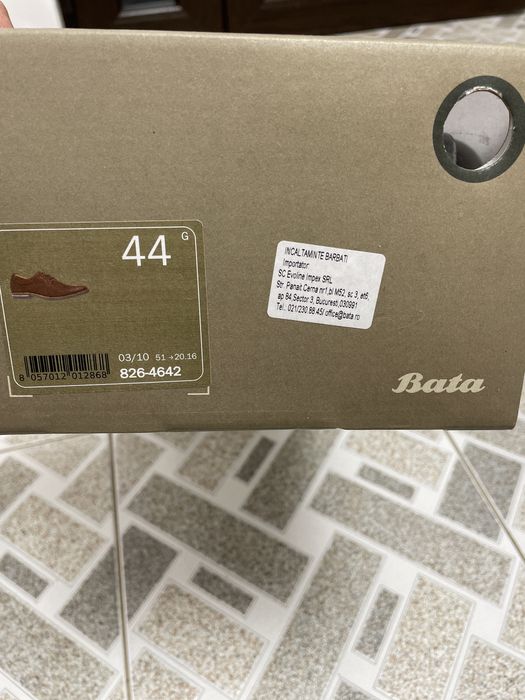 44 G
03/10 51→20.16
826-4642
8 057012 012868
INCALTAMINTE BARBATI
Importator:
SC Evoline Impex SRL
Str. Panait Cerna nr1,bl M52, sc 3, et6,
ap 84,Sector 3, Bucuresti,030991
Tel.: 021/230.88.45/ office@bata.ro
Bata